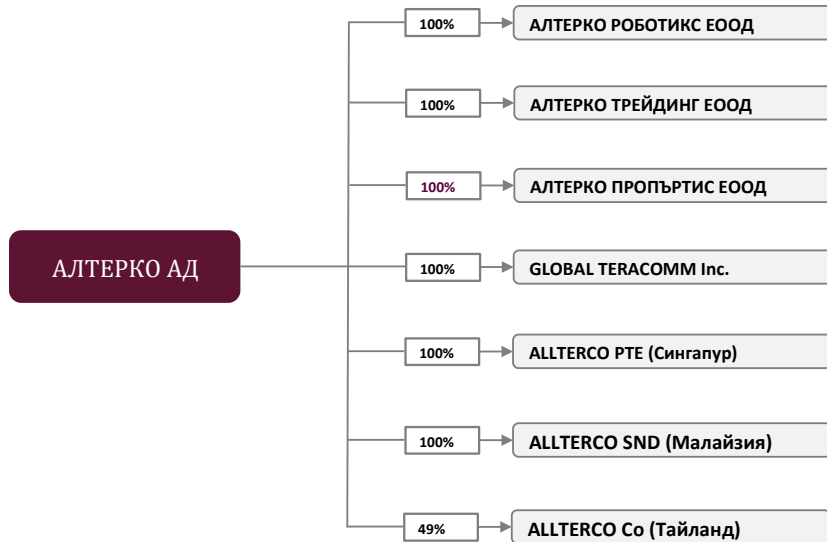 100% АЛТЕРКО РОБОТИКС ЕООД
100% АЛТЕРКО ТРЕЙДИНГ ЕООД
100% АЛТЕРКО ПРОПЪРТИС ЕООД
АЛТЕРКО АД
100% GLOBAL TERACOMM Inc.
100% ALLTERCO PTE (Сингапур)
100% ALLTERCO SND (Малайзия)
49% ALLTERCO Co (Тайланд)